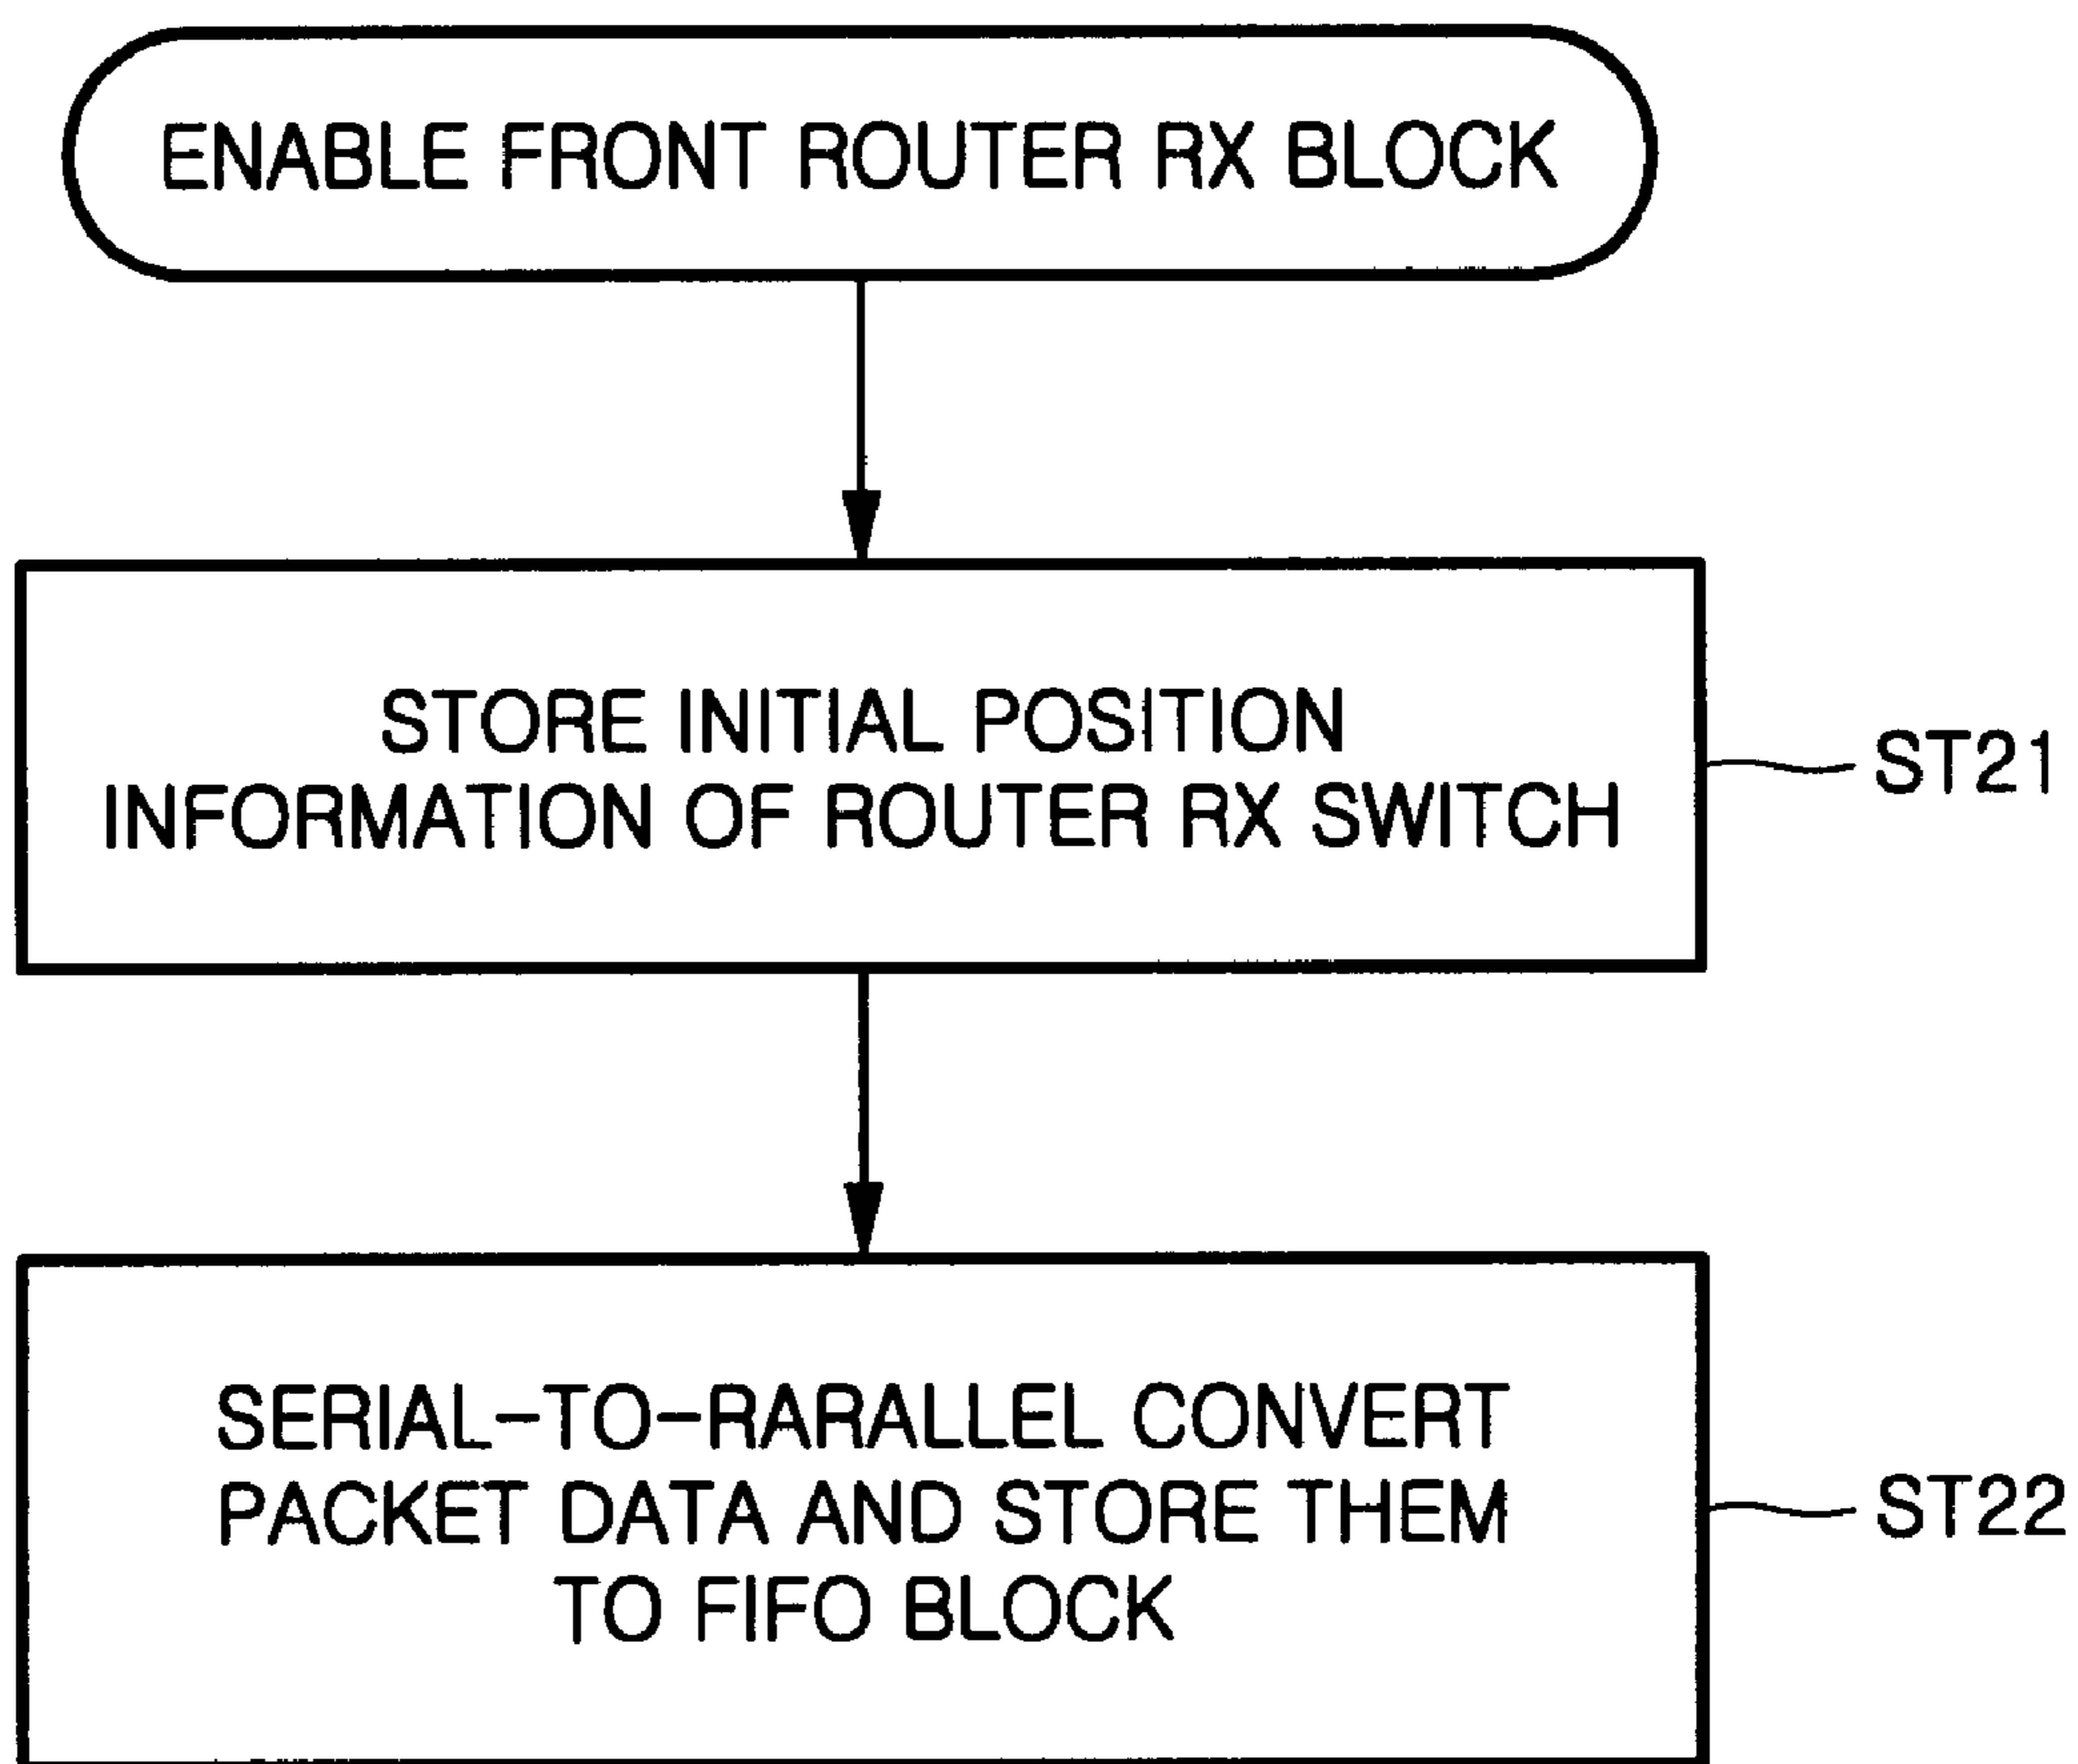 ENABLE FRONT ROUTER RX BLOCK
STORE INITIAL POSITION
INFORMATION OF ROUTER RX SWITCH
ST21
SERIAL-TO-RARALLEL CONVERT
PACKET DATA AND STORE THEM
TO FIFO BLOCK
ST22